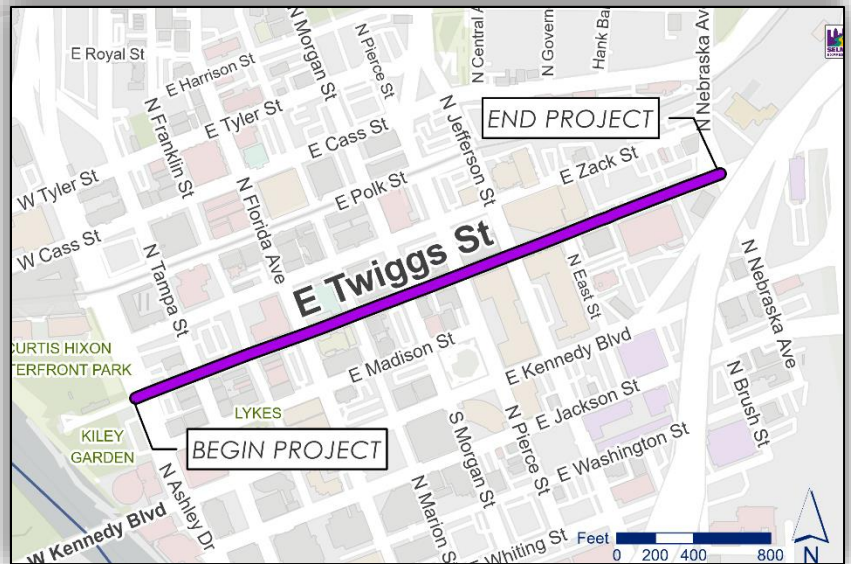 E Royal St
E Harrison St
N Morgan St
N Pierce St
N Central A
N Govern
Hank Ba
N Nebraska Av
N Franklin St
E Tyler St
E Cass St
N Jefferson St
END PROJECT
W Tyler St
N Florida Ave
E Polk St
E Zack St
W Cass St
N Tampa St
E Twiggs St
N East St
N Nebraska Ave
CURTIS HIXON
TERFRONT PARK
E Madison St
E Kennedy Blvd
LYKES
KILEY
GARDEN
BEGIN PROJECT
E Jackson St
N Brush St
N Pierce St
S Morgan St
E Washington St
N Ashley Dr
N Marion St
W Kennedy Blvd
E Whiting St
Feet
0 200 400 800
N